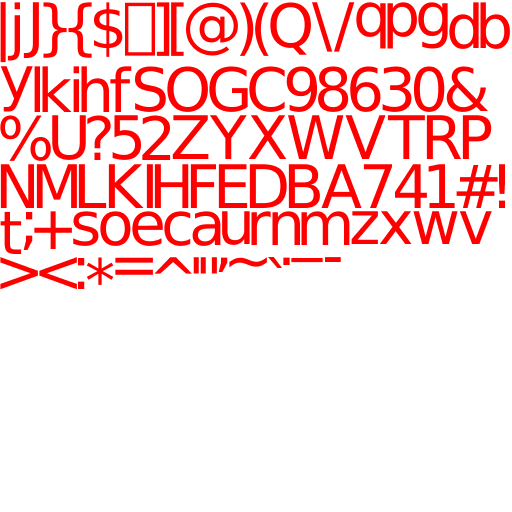 |jJ}{$□][@)(Q\/qpgdb
ylkihfSOGC98630&
%U?52ZYXWVTRP
NMLKIHFEDBA741#!
t;+soecaurnmzxwv
><:*=^"',~`._-